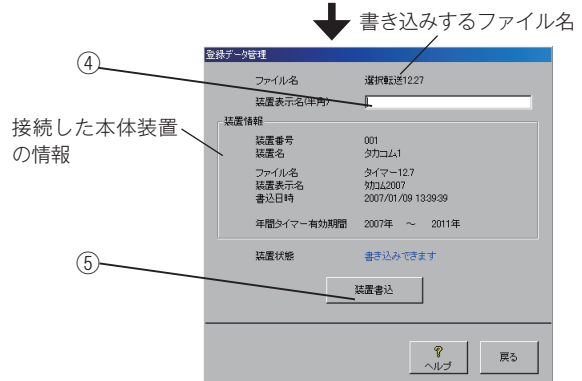 書き込みするファイル名
登録データ管理
④
ファイル名 選択転送12.27
装置表示名(半角)
接続した本体装置
の情報
装置情報
装置番号 001
装置名 タカコム1
ファイル名 タイマー12.7
装置表示名 ﾀｶｺﾑ2007
書込日時 2007/01/09 13:39:39
年間タイマー有効期間 2007年 ～ 2011年
装置状態 書き込みできます
⑤
装置書込
?
ヘルプ
戻る